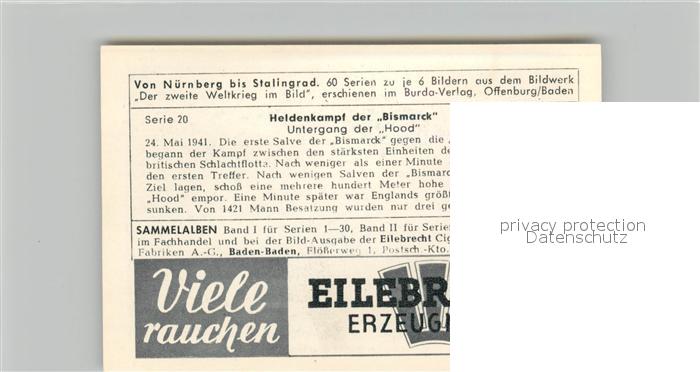 Von Nürnberg bis Stalingrad. 60 Serien zu je 6 Bildern aus dem Bildwerk
„Der zweite Weltkrieg im Bild", erschienen im Burda-Verlag, Offenburg/Baden
Serie 20 Heldenkampf der „Bismarck"
Untergang der „Hood"
24. Mai 1941. Die erste Salve der „Bismarck" gegen die
begann der Kampf zwischen den stärksten Einheiten
britischen Schlachtflotte. Nach weniger als einer Minute
den ersten Treffer. Nach wenigen Salven der „Bismar
Ziel lagen, schoß eine mehrere hundert Meter hohe
„Hood" empor. Eine Minute später war Englands größt
sunken. Von 1421 Mann Besatzung wurden nur drei ge
SAMMELALBEN Band I für Serien 1—30, Band II für Serie
im Fachhandel und bei der Bild-Ausgabe der Eilebrecht Cig
Fabriken A.-G., Baden-Baden, Flößerweg 1, Postsch.-Kto.
Viele
rauchen
EILEBR
ERZEUG
privacy protection
Datenschutz